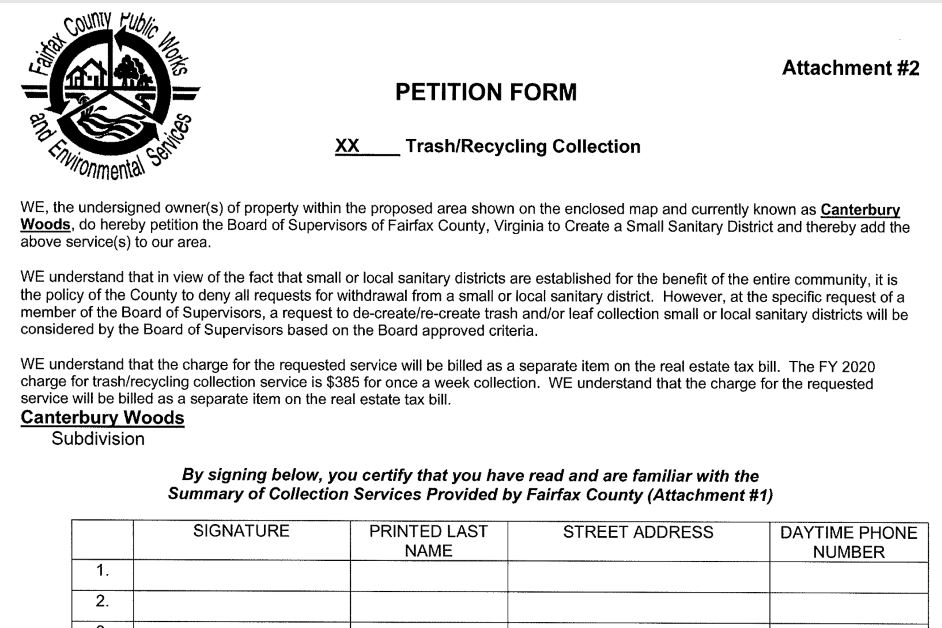 Fairfax County Public Works
and Environmental Services
Attachment #2
PETITION FORM
XX____ Trash/Recycling Collection
WE, the undersigned owner(s) of property within the proposed area shown on the enclosed map and currently known as Canterbury
Woods, do hereby petition the Board of Supervisors of Fairfax County, Virginia to Create a Small Sanitary District and thereby add the
above service(s) to our area.
WE understand that in view of the fact that small or local sanitary districts are established for the benefit of the entire community, it is
the policy of the County to deny all requests for withdrawal from a small or local sanitary district. However, at the specific request of a
member of the Board of Supervisors, a request to de-create/re-create trash and/or leaf collection small or local sanitary districts will be
considered by the Board of Supervisors based on the Board approved criteria.
WE understand that the charge for the requested service will be billed as a separate item on the real estate tax bill. The FY 2020
charge for trash/recycling collection service is $385 for once a week collection. WE understand that the charge for the requested
service will be billed as a separate item on the real estate tax bill.
Canterbury Woods
Subdivision
By signing below, you certify that you have read and are familiar with the
Summary of Collection Services Provided by Fairfax County (Attachment #1)
SIGNATURE PRINTED LAST NAME STREET ADDRESS DAYTIME PHONE NUMBER
1.
2.